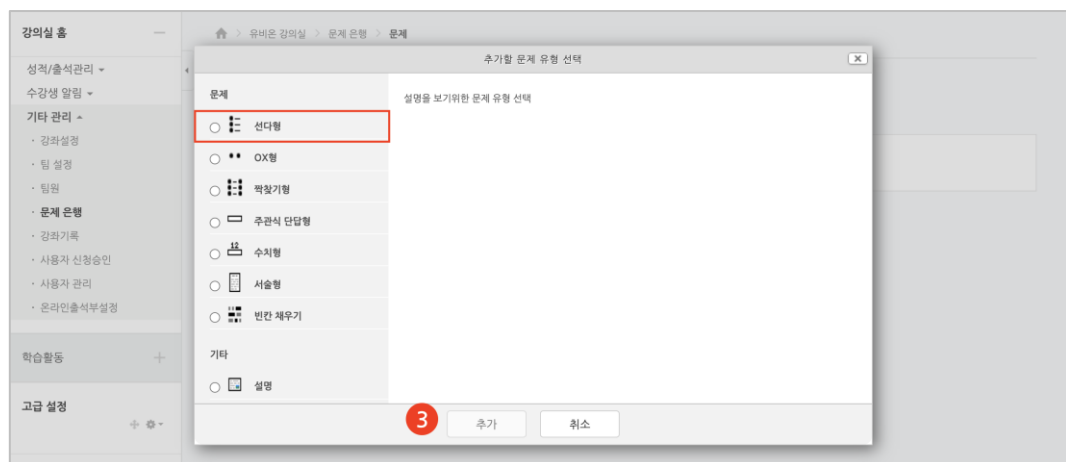 강의실 홈
유비온 강의실 > 문제 은행 > 문제
성적/출석관리
수강생 알림
기타 관리
· 강좌설정
· 팀 설정
· 팀원
· 문제 은행
· 강좌기록
· 사용자 신청승인
· 사용자 관리
· 온라인출석부설정
학습활동
고급 설정
추가할 문제 유형 선택
문제
설명을 보기위한 문제 유형 선택
선다형
OX형
짝찾기형
주관식 단답형
12
수치형
서술형
빈칸 채우기
기타
설명
3
추가
취소